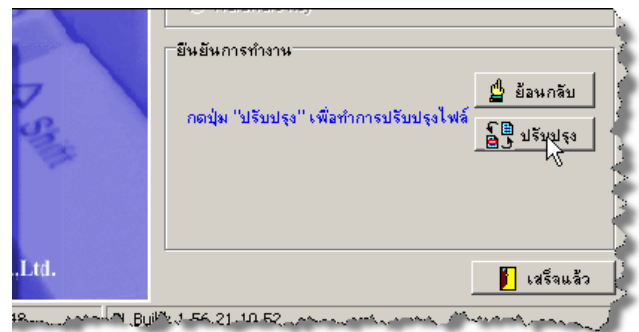 ยืนยันการทำงาน
ย้อนกลับ
กดปุ่ม "ปรับปรุง" เพื่อทำการปรับปรุงไฟล์
ปรับปรุง
Shift
.,Ltd.
เสร็จแล้ว
1.56.21.10.52